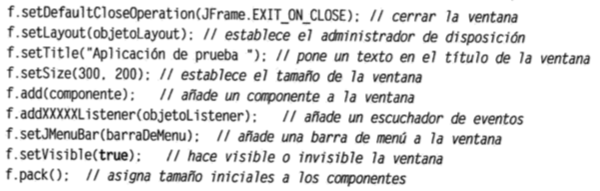 f.setDefaultCloseOperation(JFrame.EXIT_ON_CLOSE); // cerrar la ventana
f.setLayout(objetoLayout); // establece el administrador de disposición
f.setTitle("Aplicación de prueba "); // pone un texto en el título de la ventana
f.setSize(300, 200); // establece el tamaño de la ventana
f.add(componente); // añade un componente a la ventana
f.addXXXXXListener(objetoListener); // añade un escuchador de eventos
f.setJMenuBar(barraDeMenu); // añade una barra de menú a la ventana
f.setVisible(true); // hace visible o invisible la ventana
f.pack(); // asigna tamaño iniciales a los componentes